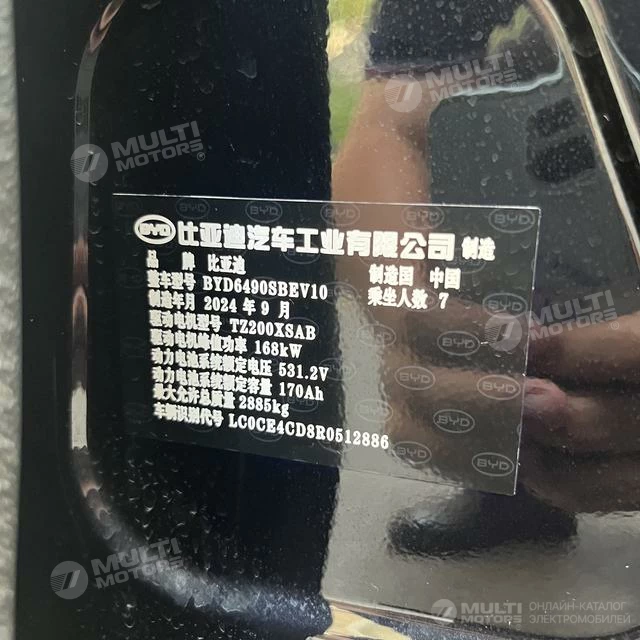 MULTI MOTORS
MULTI MOTORS
BYD 比亚迪汽车工业有限公司 制造
品 牌 比亚迪 制造国 中国
整车型号 BYD6490SBEV10 乘坐人数 7
制造年月 2024 年 9 月
驱动电机型号 TZ200XSAB
驱动电机峰值功率 168kW
动力电池系统额定电压 531.2V
动力电池系统额定容量 170Ah
最大允许总质量 2885kg
车辆识别代号 LC0CE4CD8R0512886
MULTI MOTORS
MULTI MOTORS
MULTI MOTORS
ОНЛАЙН-КАТАЛОГ
ЭЛЕКТРОМОБИЛЕЙ